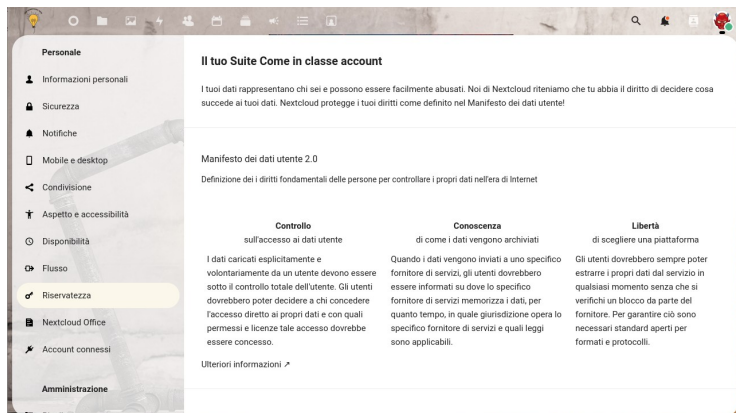 Personale
Informazioni personali
Sicurezza
Notifiche
Mobile e desktop
Condivisione
Aspetto e accessibilità
Disponibilità
Flusso
Riservatezza
Nextcloud Office
Account connessi
Amministrazione
Il tuo Suite Come in classe account
I tuoi dati rappresentano chi sei e possono essere facilmente abusati. Noi di Nextcloud riteniamo che tu abbia il diritto di decidere cosa
succede ai tuoi dati. Nextcloud protegge i tuoi diritti come definito nel Manifesto dei dati utente!
Manifesto dei dati utente 2.0
Definizione dei i diritti fondamentali delle persone per controllare i propri dati nell'era di Internet
Controllo
sull'accesso ai dati utente
I dati caricati esplicitamente e
volontariamente da un utente devono essere
sotto il controllo totale dell'utente. Gli utenti
dovrebbero poter decidere a chi concedere
l'accesso diretto ai propri dati e con quali
permessi e licenze tale accesso dovrebbe
essere concesso.
Conoscenza
di come i dati vengono archiviati
Quando i dati vengono inviati a uno specifico
fornitore di servizi, gli utenti dovrebbero
essere informati su dove lo specifico
fornitore di servizi memorizza i dati, per
quanto tempo, in quale giurisdizione opera lo
specifico fornitore di servizi e quali leggi
sono applicabili.
Libertà
di scegliere una piattaforma
Gli utenti dovrebbero sempre poter
estrarre i propri dati dal servizio in
qualsiasi momento senza che si
verifichi un blocco da parte del
fornitore. Per garantire ciò sono
necessari standard aperti per
formati e protocolli.
Ulteriori informazioni ↗